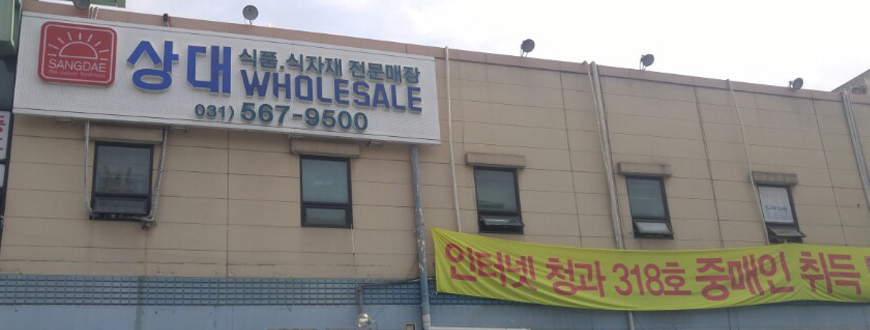 SANGDAE
상대
식품.식자재 전문매장
WHOLESALE
031) 567-9500
인터넷 청과 318호 중매인 취득